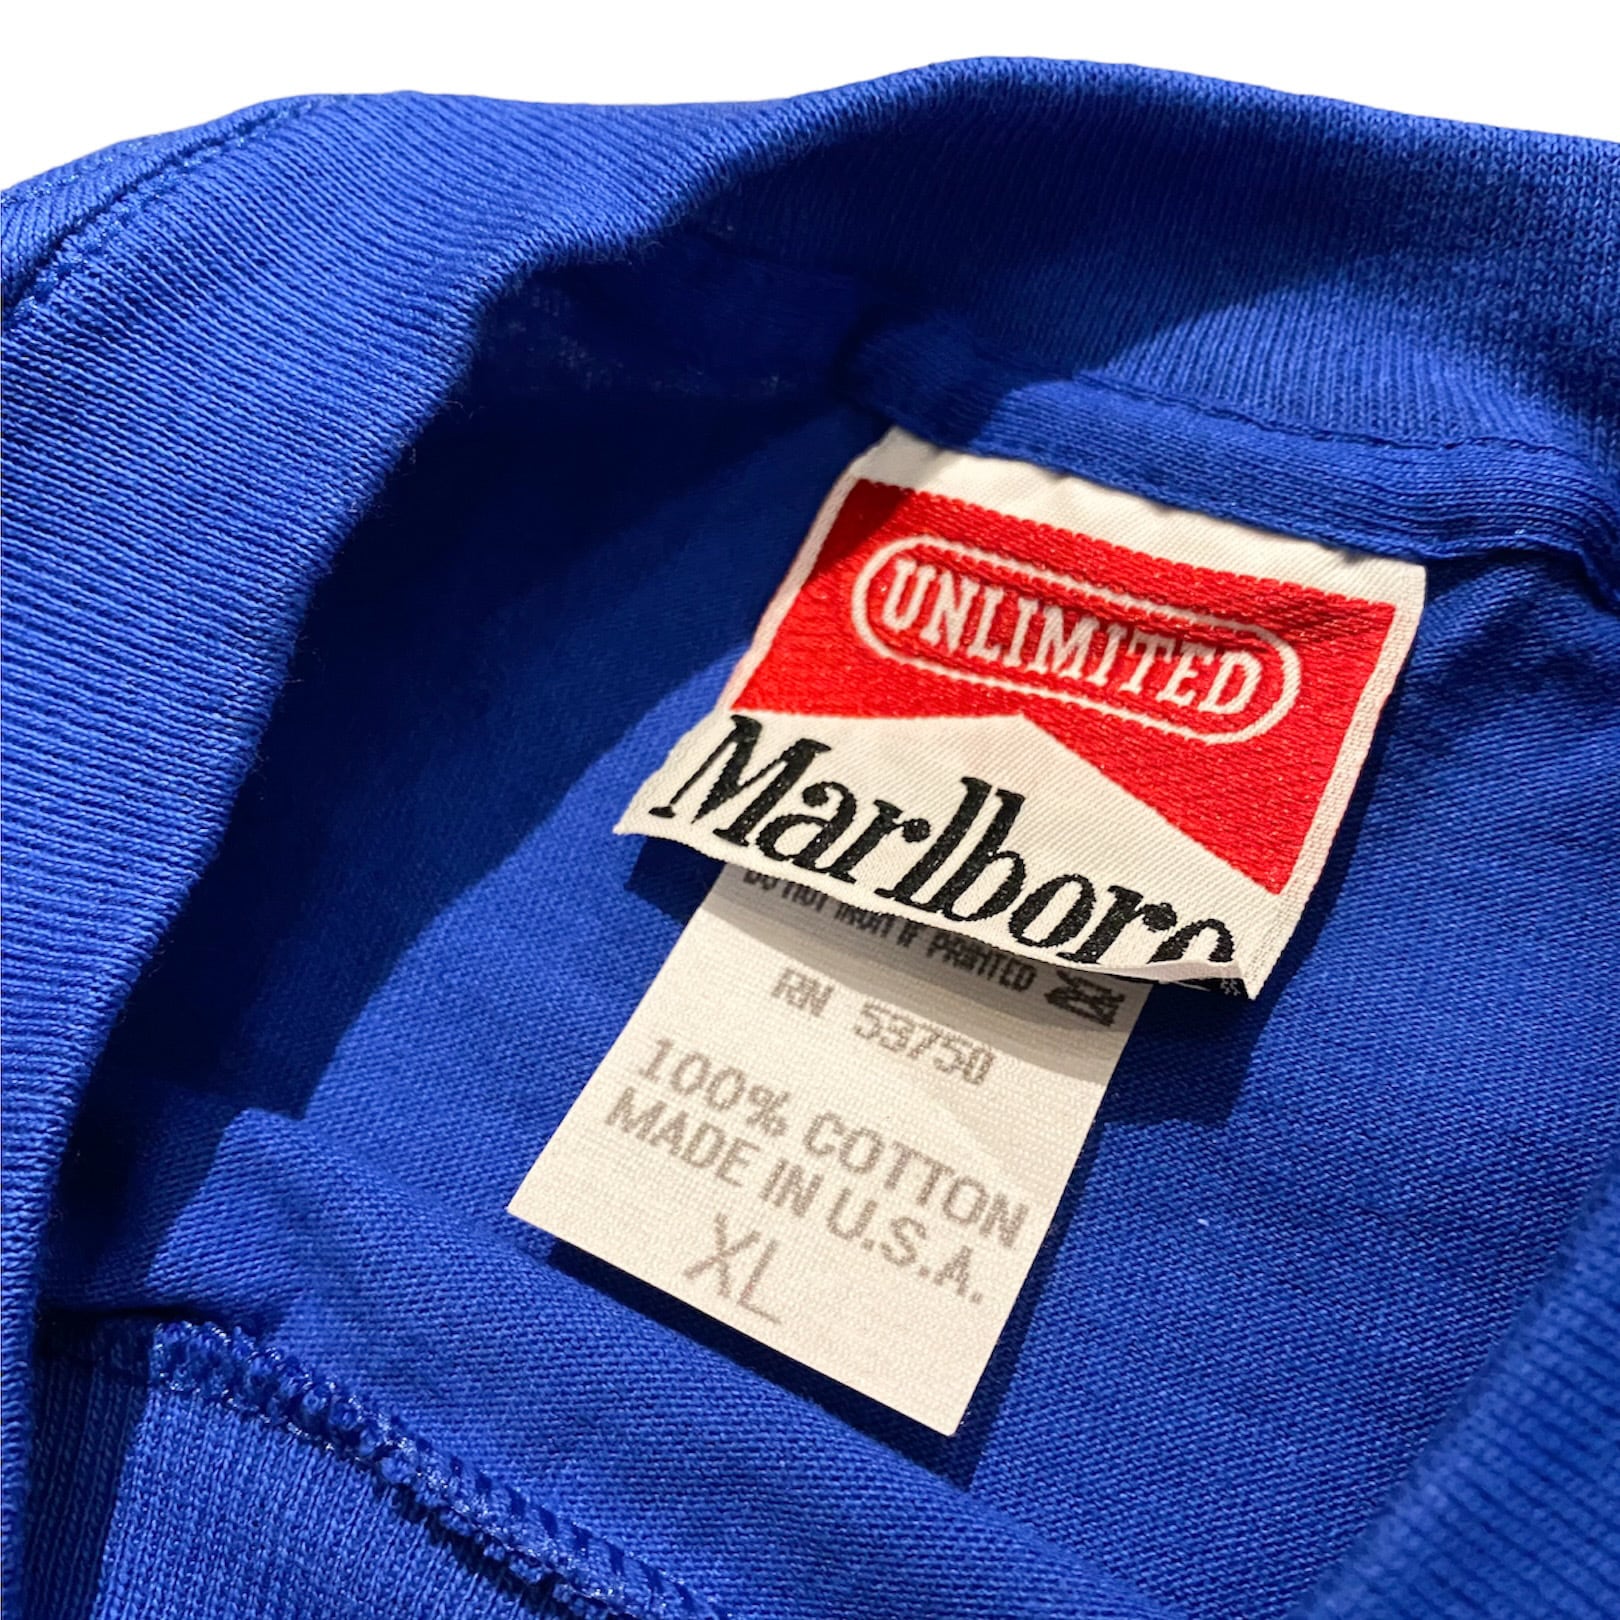 UNLIMITED
Marlboro
DO NOT IRON IF PRINTED
RN 53750
100% COTTON
MADE IN U.S.A.
XL